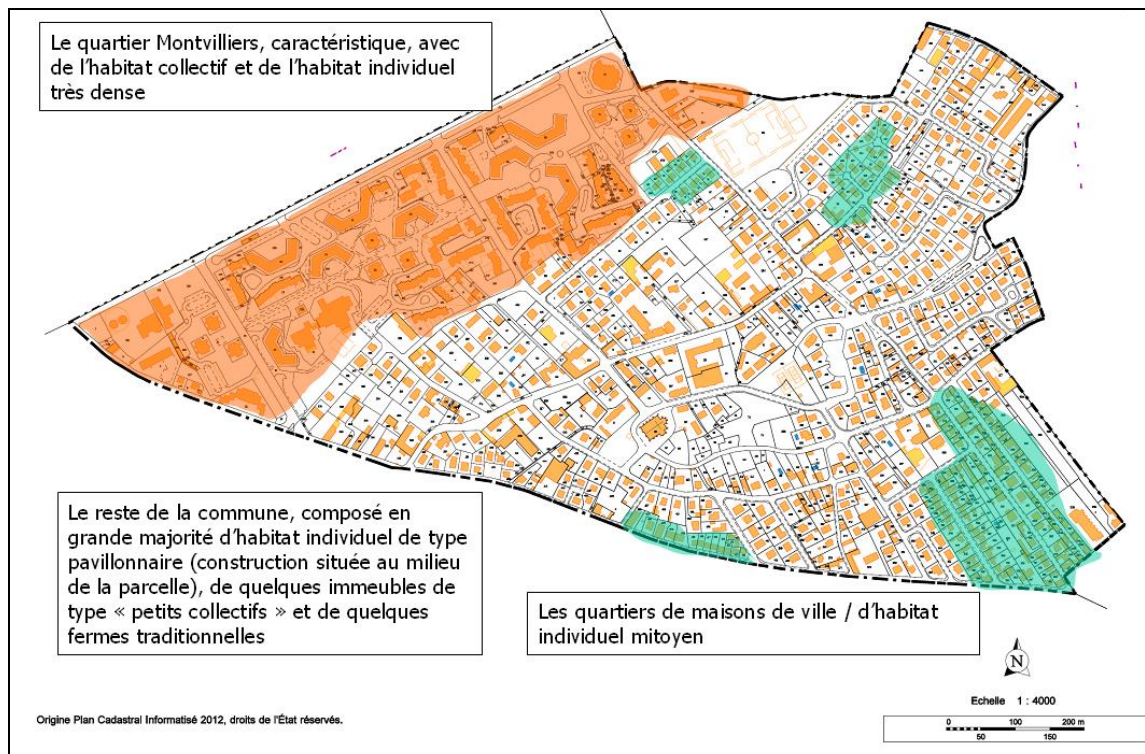 Le quartier Montvilliers, caractéristique, avec
de l'habitat collectif et de l'habitat individuel
très dense
Le reste de la commune, composé en
grande majorité d'habitat individuel de type
pavillonnaire (construction située au milieu
de la parcelle), de quelques immeubles de
type « petits collectifs » et de quelques
fermes traditionnelles
Les quartiers de maisons de ville / d'habitat
individuel mitoyen
N
Echelle 1 : 4000
0 100 200 m
50 150
Origine Plan Cadastral Informatisé 2012, droits de l'État réservés.